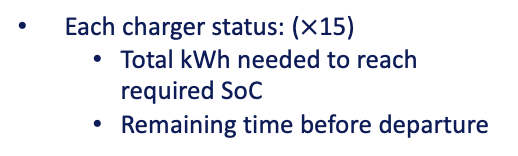 • Each charger status: (×15)
• Total kWh needed to reach
required SoC
• Remaining time before departure